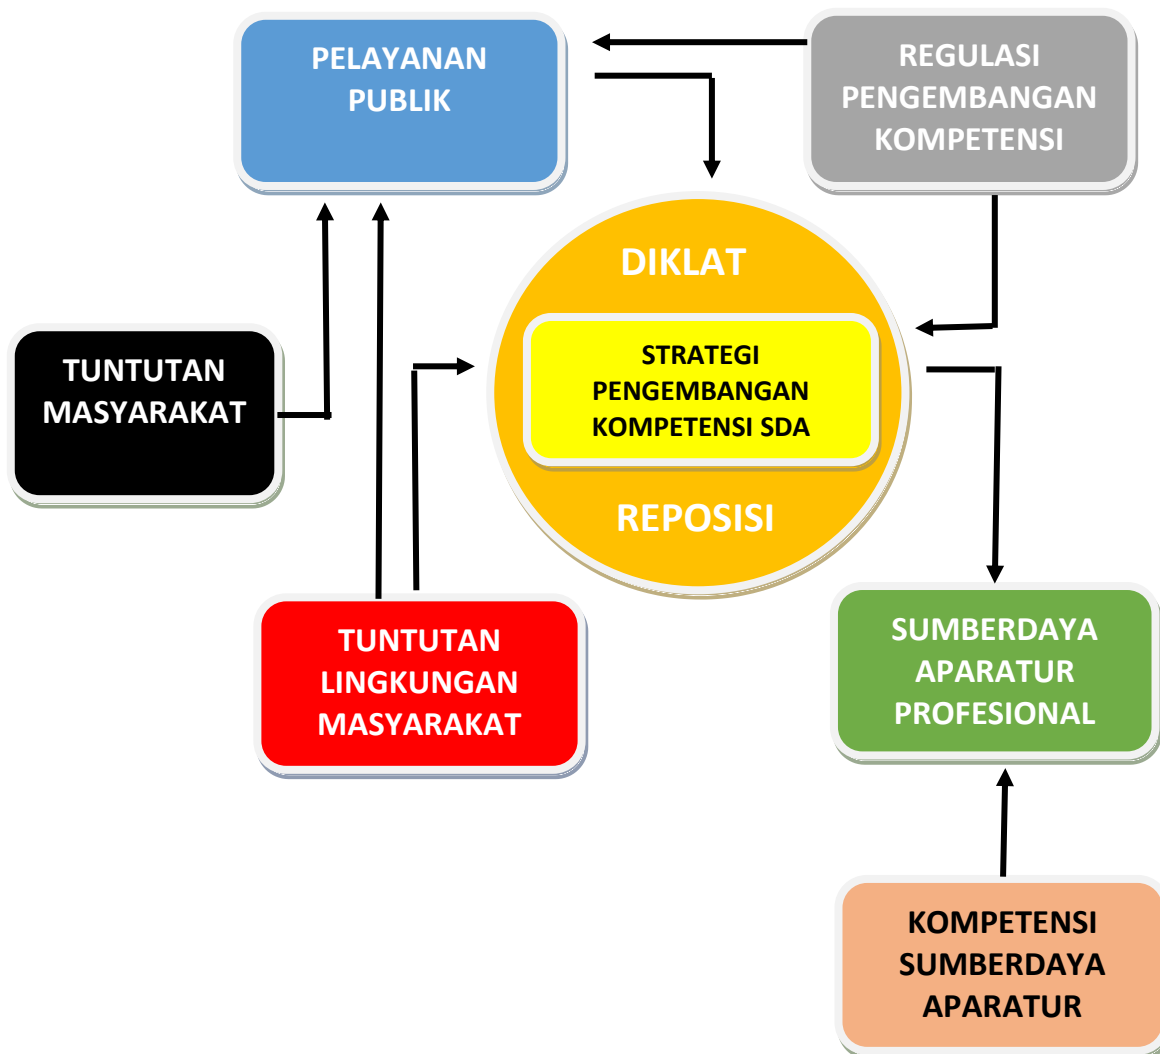 PELAYANAN
PUBLIK
REGULASI
PENGEMBANGAN
KOMPETENSI
DIKLAT
TUNTUTAN
MASYARAKAT
STRATEGI
PENGEMBANGAN
KOMPETENSI SDA
REPOSISI
TUNTUTAN
LINGKUNGAN
MASYARAKAT
SUMBERDAYA
APARATUR
PROFESIONAL
KOMPETENSI
SUMBERDAYA
APARATUR